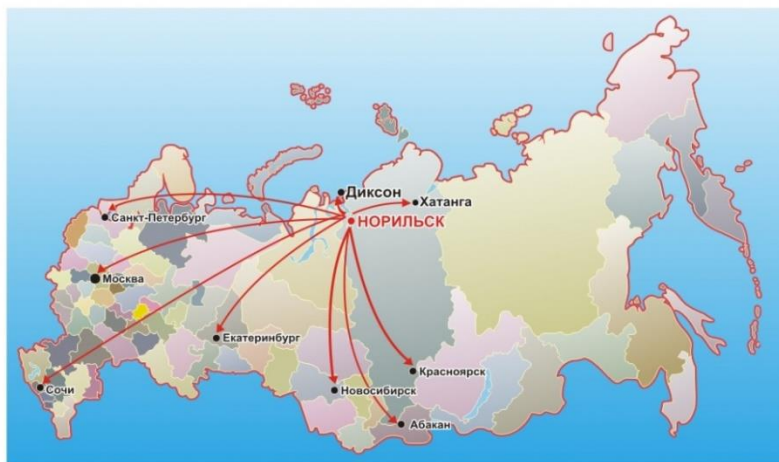 Диксон
Хатанга
Санкт-Петербург
НОРИЛЬСК
Москва
Екатеринбург
Красноярск
Сочи
Новосибирск
Абакан